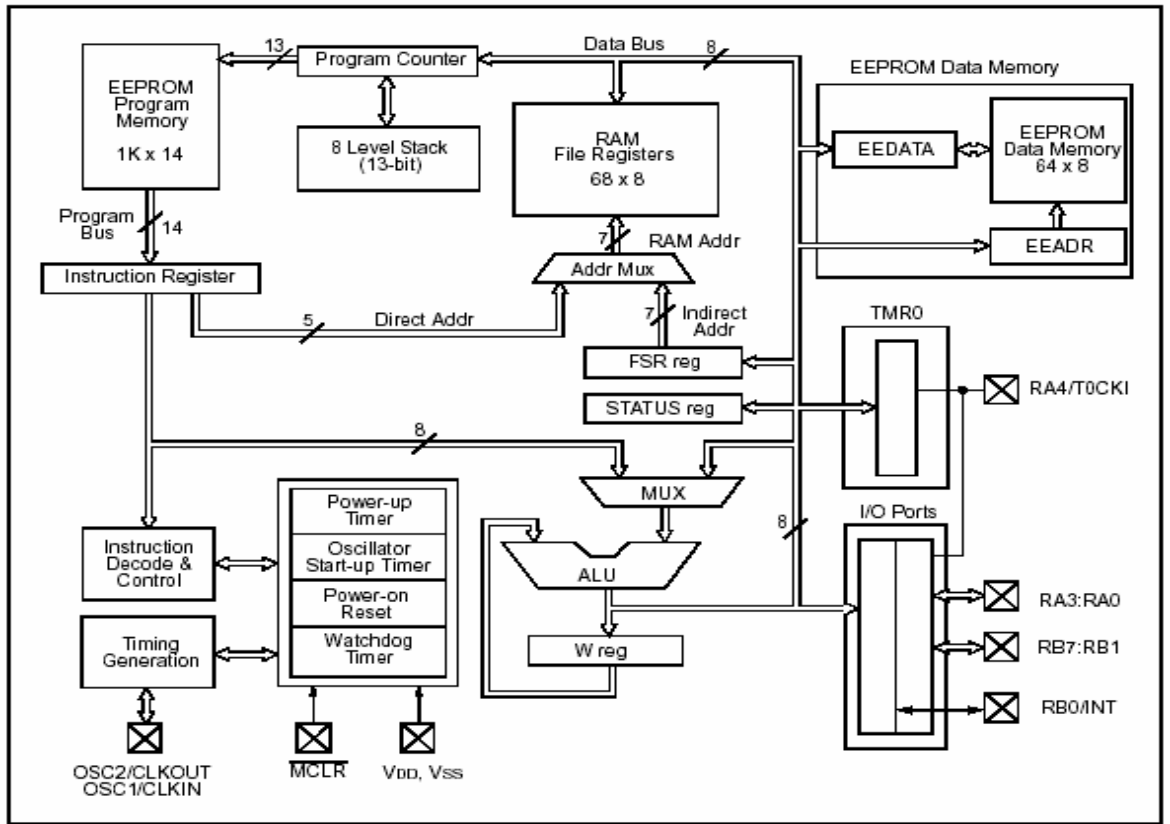 13
Program Counter
Data Bus
8
EEPROM Data Memory
EEPROM
Program
Memory
1K x 14
8 Level Stack
(13-bit)
RAM
File Registers
68 x 8
EEDATA
EEPROM
Data Memory
64 x 8
EEADR
Program
Bus
14
7
RAM Addr
Instruction Register
Addr Mux
5
Direct Addr
7
Indirect
Addr
FSR reg
STATUS reg
TMR0
RA4/T0CKI
8
MUX
8
I/O Ports
Power-up
Timer
Oscillator
Start-up Timer
Power-on
Reset
Watchdog
Timer
Instruction
Decode &
Control
Timing
Generation
ALU
W reg
RA3:RA0
RB7:RB1
RB0/INT
OSC2/CLKOUT
OSC1/CLKIN
MCLR
VDD, VSS